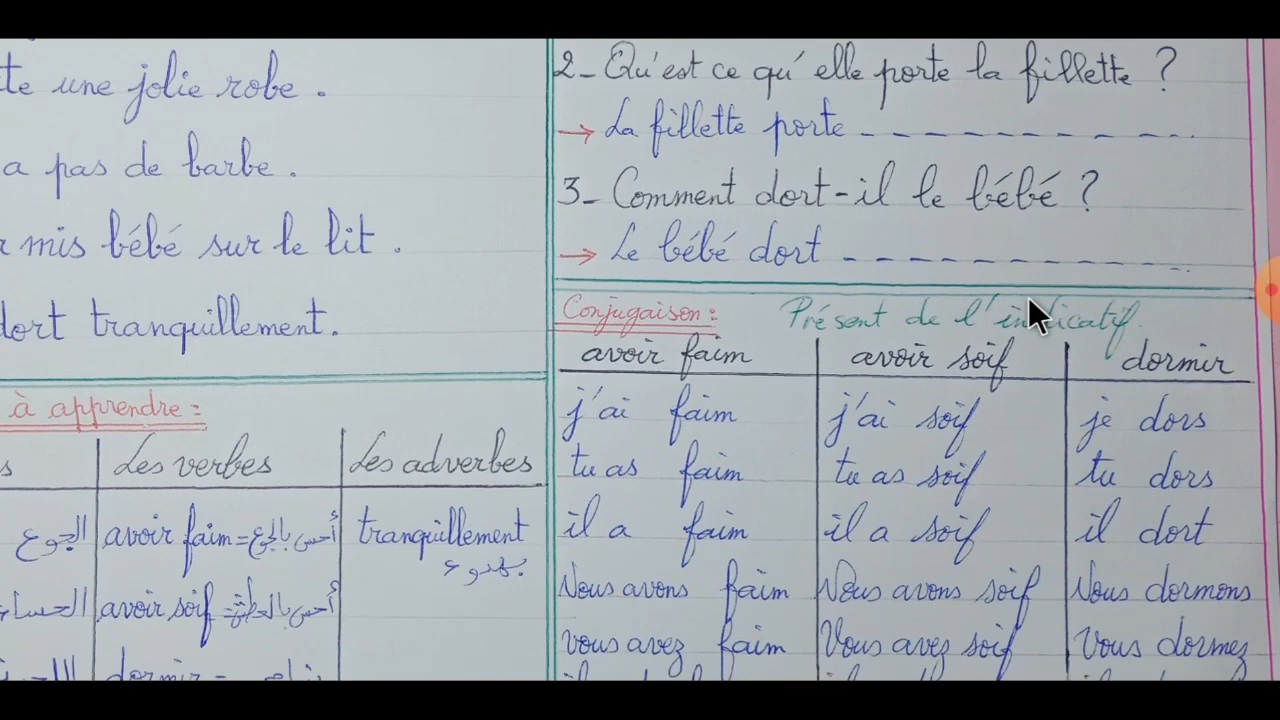 te une jolie robe.
a pas de barbe.
mis bébé sur le lit.
dort tranquillement.
à apprendre:
s | Les verbes | Les adverbes
الجوع | avoir faim = أحس بالجوع | tranquillement
بهدوء
avoir soif = أحس بالعطش
dormir =
2- Qu'est ce qu'elle porte la fillette ?
→ La fillette porte _ _ _ _ _ _ _ _ _ _ _
3- Comment dort-il le bébé ?
→ Le bébé dort _ _ _ _ _ _ _ _ _ _ _
Conjugaison: Présent de l'indicatif.
avoir faim | avoir soif | dormir
j'ai faim | j'ai soif | je dors
tu as faim | tu as soif | tu dors
il a faim | il a soif | il dort
Nous avons faim | Nous avons soif | Nous dormons
vous avez faim | Vous avez soif | Vous dormez